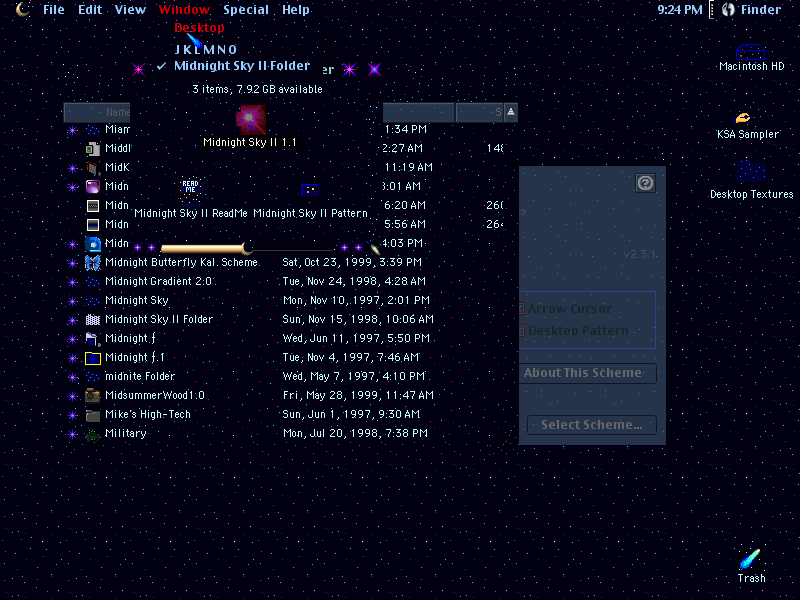 File Edit View Window Special Help 9:24 PM Finder
Desktop
J K L M N O
✓ Midnight Sky II Folder
er
3 items, 7.92 GB available
Macintosh HD
Name S
Midnight Sky II 1.1
KSA Sampler
Miam 1:34 PM
Middl 2:27 AM 148
MidK 11:19 AM
READ ME
Midn 3:01 AM
Desktop Textures
Midn 6:20 AM 260
Midnight Sky II ReadMe Midnight Sky II Pattern
Midn 5:56 AM 264
Midn 4:03 PM
v2.3.1
Midnight Butterfly Kal. Scheme Sat, Oct 23, 1999, 3:39 PM
Midnight Gradient 2.0 Tue, Nov 24, 1998, 4:28 AM
Midnight Sky Mon, Nov 10, 1997, 2:01 PM
Arrow Cursor
Midnight Sky II Folder Sun, Nov 15, 1998, 10:06 AM
Desktop Pattern
Midnight ƒ Wed, Jun 11, 1997, 5:50 PM
Midnight ƒ.1 Tue, Nov 4, 1997, 7:46 AM
About This Scheme
midnite Folder Wed, May 7, 1997, 4:10 PM
MidsummerWood1.0 Fri, May 28, 1999, 11:47 AM
Mike's High-Tech Sun, Jun 1, 1997, 9:30 AM
Select Scheme...
Military Mon, Jul 20, 1998, 7:38 PM
Trash